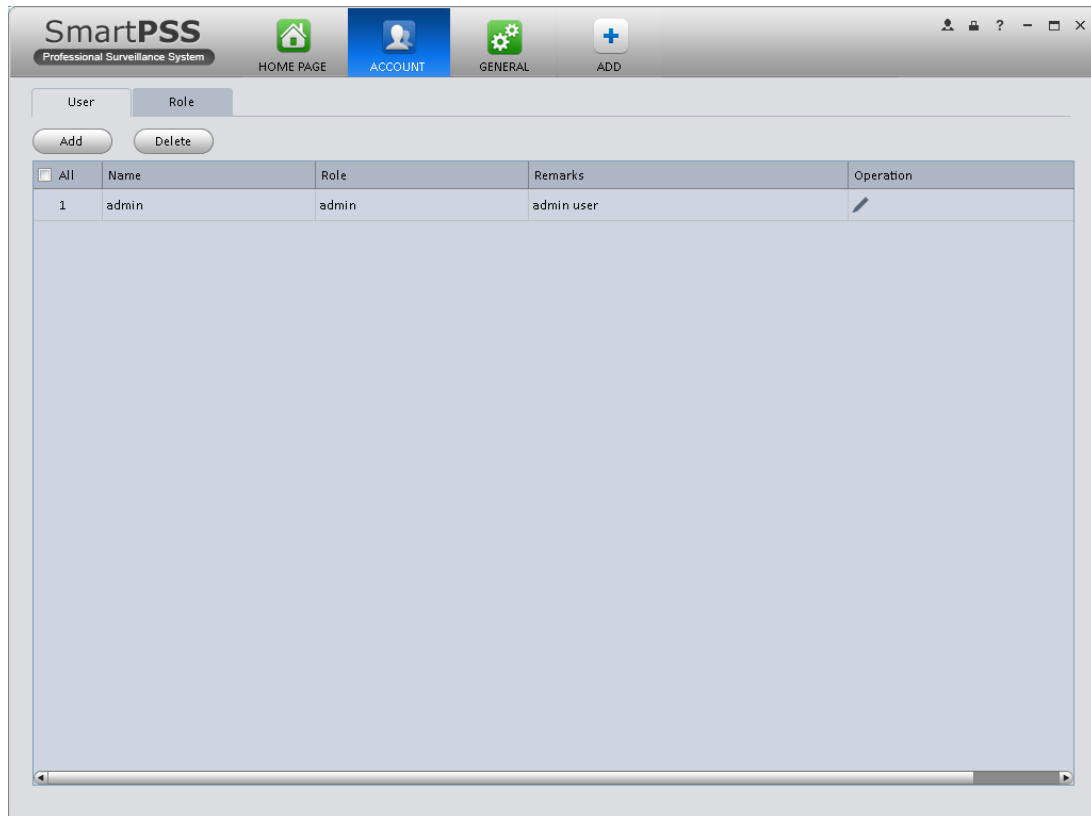 SmartPSS
Professional Surveillance System
HOME PAGE ACCOUNT GENERAL ADD
User Role
Add Delete
All Name Role Remarks Operation
1 admin admin admin user